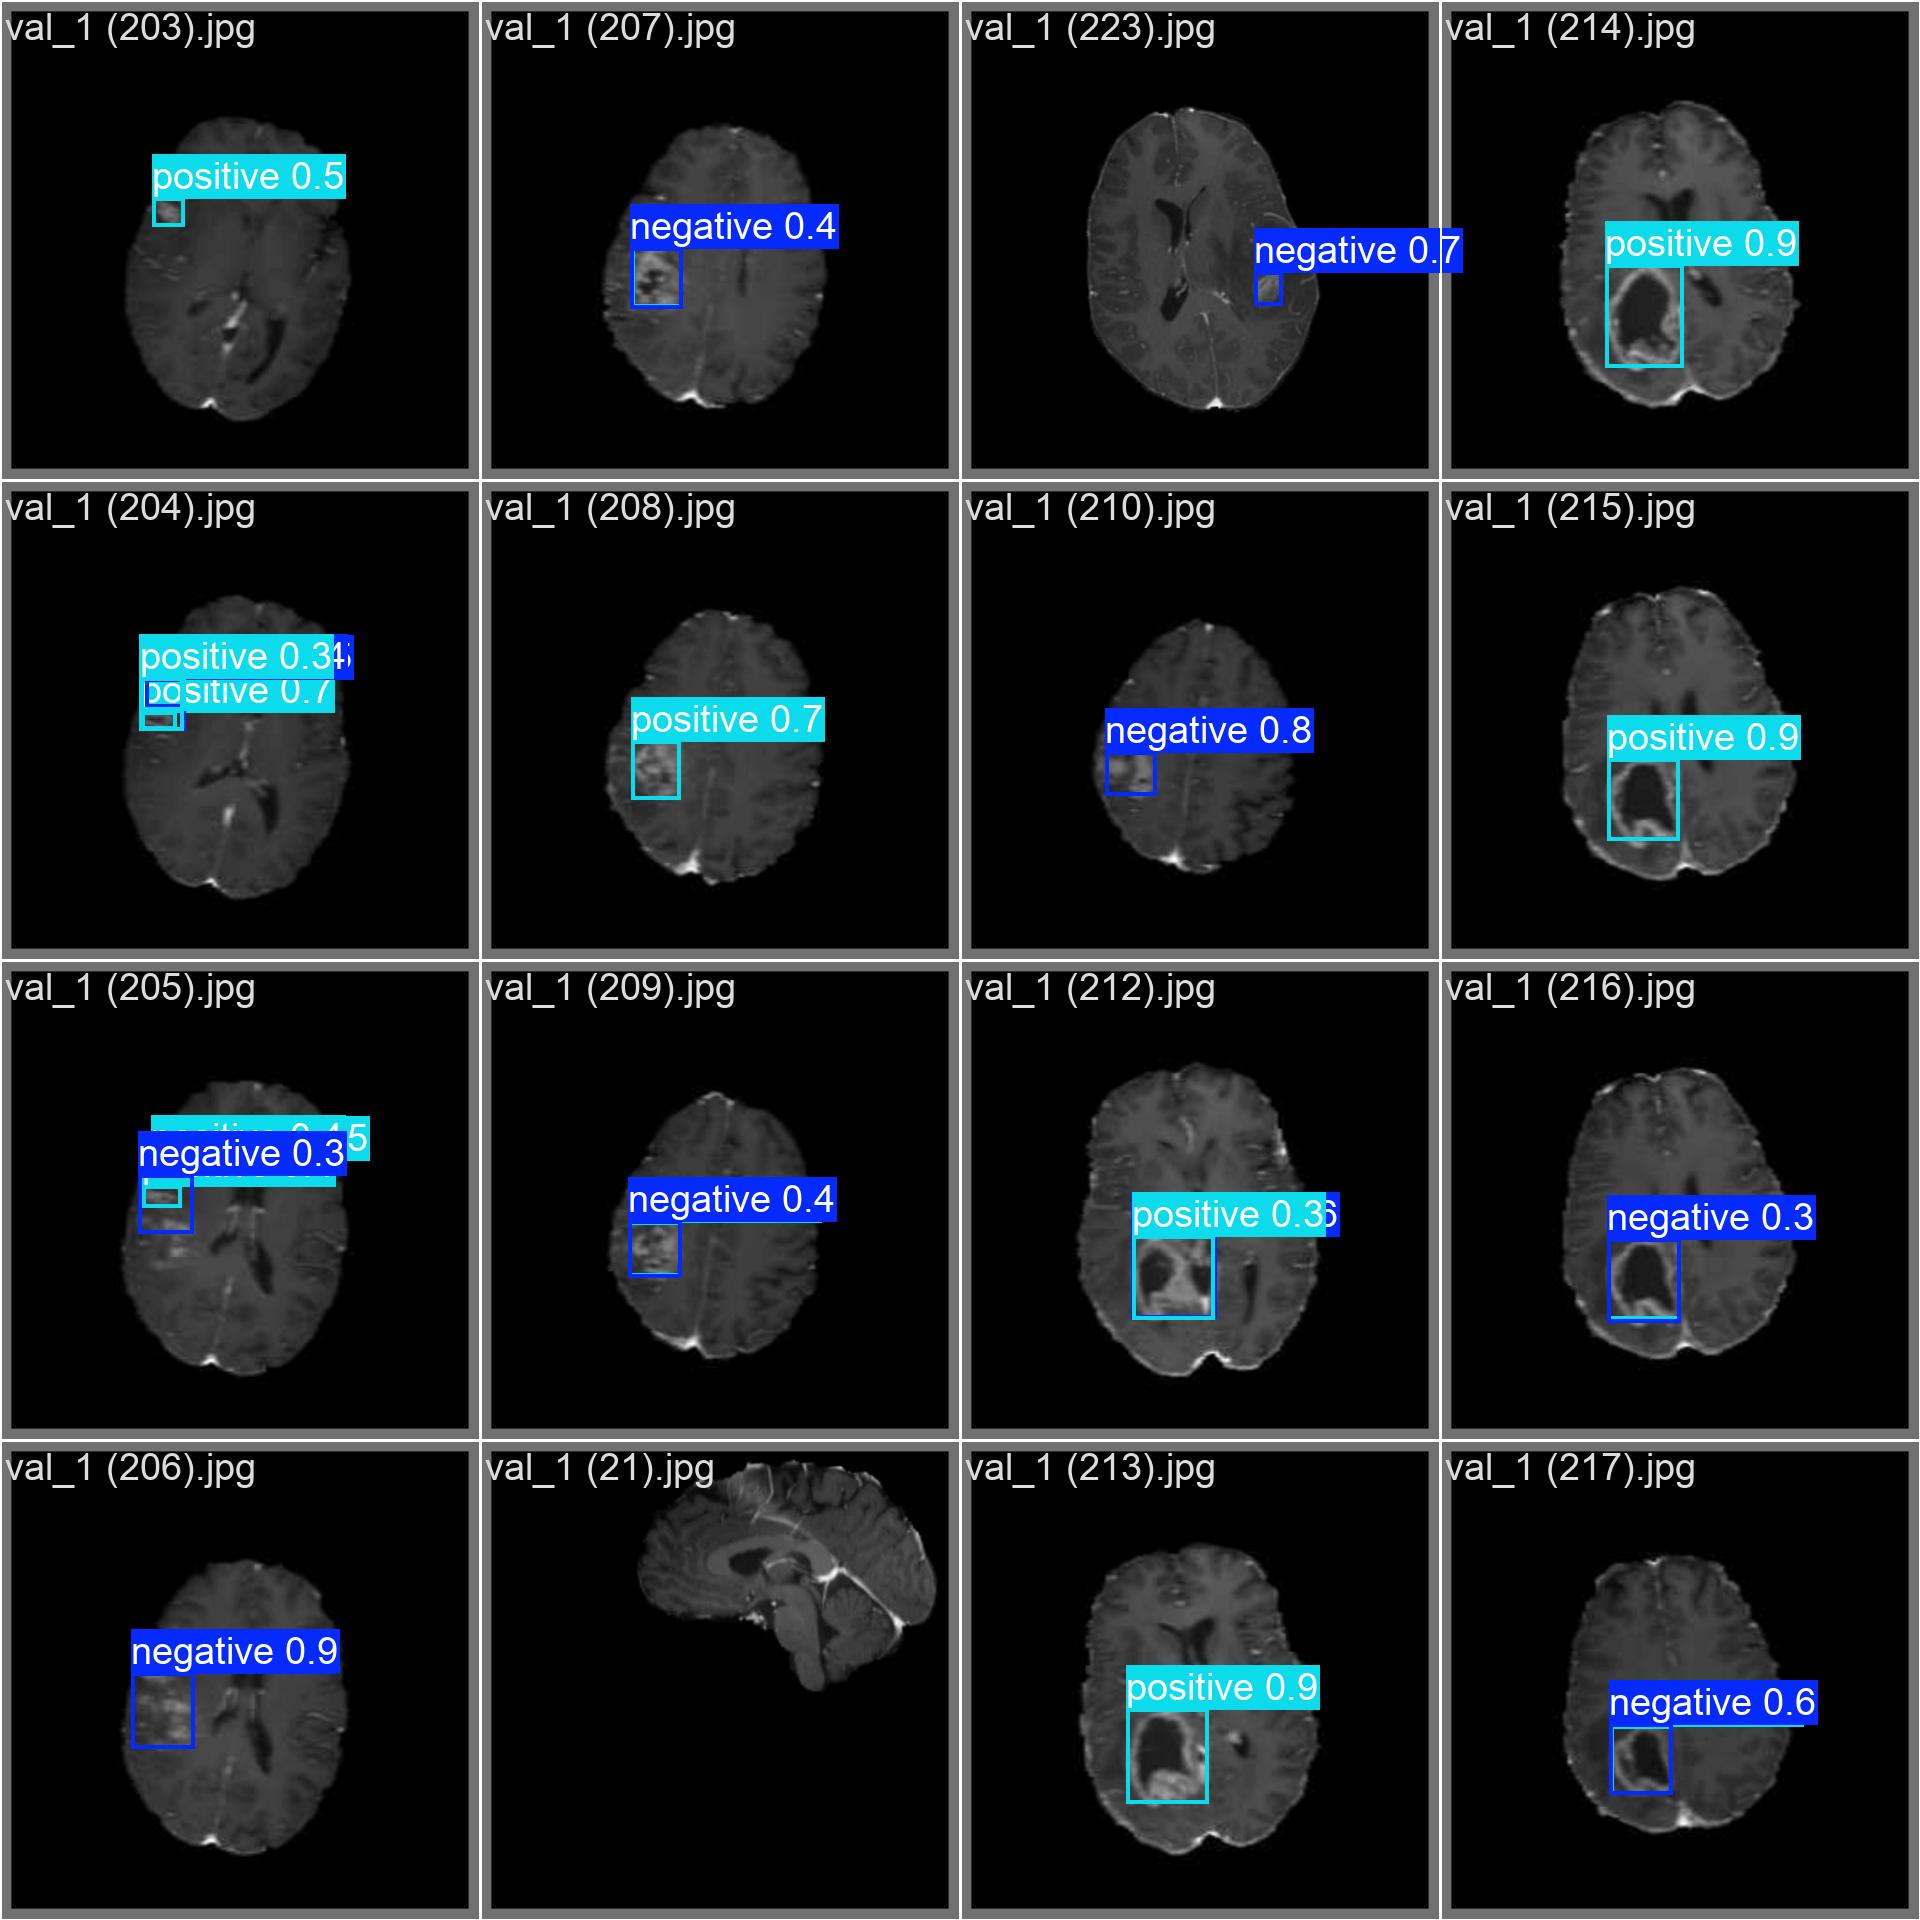 val_1 (203).jpg
positive 0.5
val_1 (207).jpg
negative 0.4
val_1 (223).jpg
negative 0.7
val_1 (214).jpg
positive 0.9
val_1 (204).jpg
positive 0.3
positive 0.7
val_1 (208).jpg
positive 0.7
val_1 (210).jpg
negative 0.8
val_1 (215).jpg
positive 0.9
val_1 (205).jpg
negative 0.3
val_1 (209).jpg
negative 0.4
val_1 (212).jpg
positive 0.3
val_1 (216).jpg
negative 0.3
val_1 (206).jpg
negative 0.9
val_1 (21).jpg
val_1 (213).jpg
positive 0.9
val_1 (217).jpg
negative 0.6